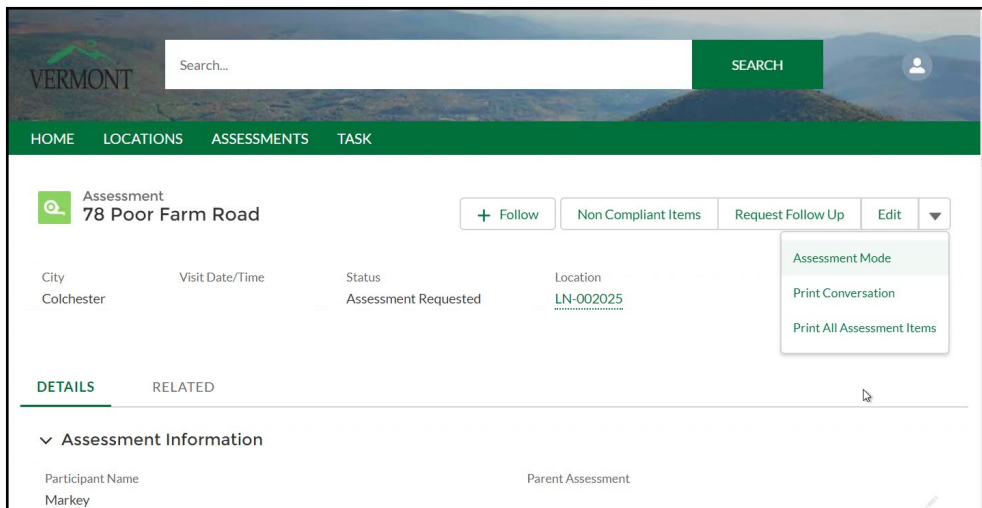 VERMONT
Search...
SEARCH
HOME LOCATIONS ASSESSMENTS TASK
Assessment
78 Poor Farm Road
+ Follow Non Compliant Items Request Follow Up Edit
Assessment Mode
Print Conversation
Print All Assessment Items
City Visit Date/Time Status Location
Colchester Assessment Requested LN-002025
DETAILS RELATED
Assessment Information
Participant Name Parent Assessment
Markey